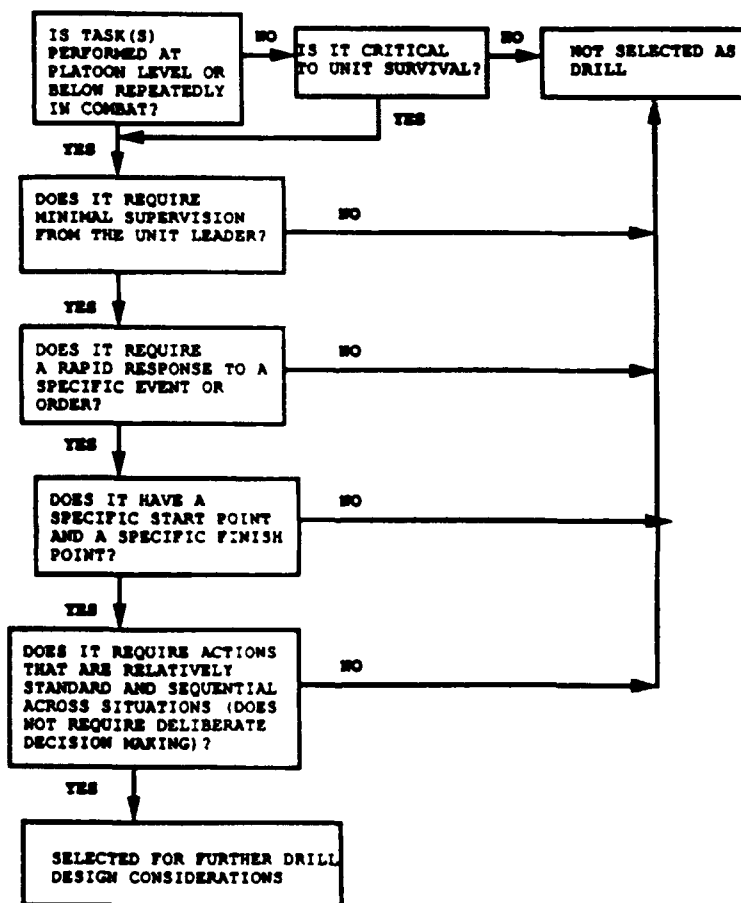 IS TASK(S)
PERFORMED AT
PLATOON LEVEL OR
BELOW REPEATEDLY
IN COMBAT?
NO
IS IT CRITICAL
TO UNIT SURVIVAL?
NO
NOT SELECTED AS
DRILL
YES
YES
DOES IT REQUIRE
MINIMAL SUPERVISION
FROM THE UNIT LEADER?
NO
YES
DOES IT REQUIRE
A RAPID RESPONSE TO A
SPECIFIC EVENT OR
ORDER?
NO
YES
DOES IT HAVE A
SPECIFIC START POINT
AND A SPECIFIC FINISH
POINT?
NO
YES
DOES IT REQUIRE ACTIONS
THAT ARE RELATIVELY
STANDARD AND SEQUENTIAL
ACROSS SITUATIONS (DOES
NOT REQUIRE DELIBERATE
DECISION MAKING)?
NO
YES
SELECTED FOR FURTHER DRILL
DESIGN CONSIDERATIONS